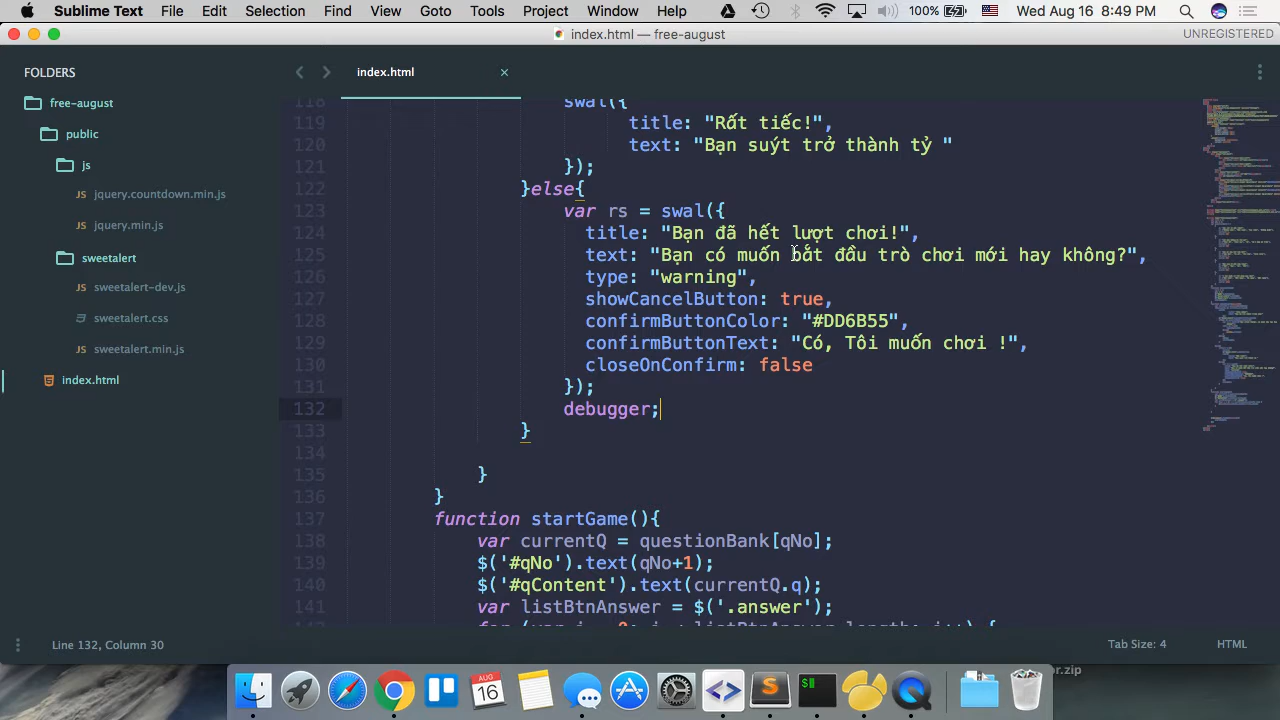 Sublime Text File Edit Selection Find View Goto Tools Project Window Help 100% Wed Aug 16 8:49 PM
index.html — free-august UNREGISTERED
FOLDERS
free-august
public
js
jquery.countdown.min.js
jquery.min.js
sweetalert
sweetalert-dev.js
sweetalert.css
sweetalert.min.js
index.html
index.html ×
118 swal({
119 title: "Rất tiếc!",
120 text: "Bạn suýt trở thành tỷ "
121 });
122 }else{
123 var rs = swal({
124 title: "Bạn đã hết lượt chơi!",
125 text: "Bạn có muốn bắt đầu trò chơi mới hay không?",
126 type: "warning",
127 showCancelButton: true,
128 confirmButtonColor: "#DD6B55",
129 confirmButtonText: "Có, Tôi muốn chơi !",
130 closeOnConfirm: false
131 });
132 debugger;
133 }
134
135 }
136 }
137 function startGame(){
138 var currentQ = questionBank[qNo];
139 $('#qNo').text(qNo+1);
140 $('#qContent').text(currentQ.q);
141 var listBtnAnswer = $('.answer');
Line 132, Column 30 Tab Size: 4 HTML
AUG
16